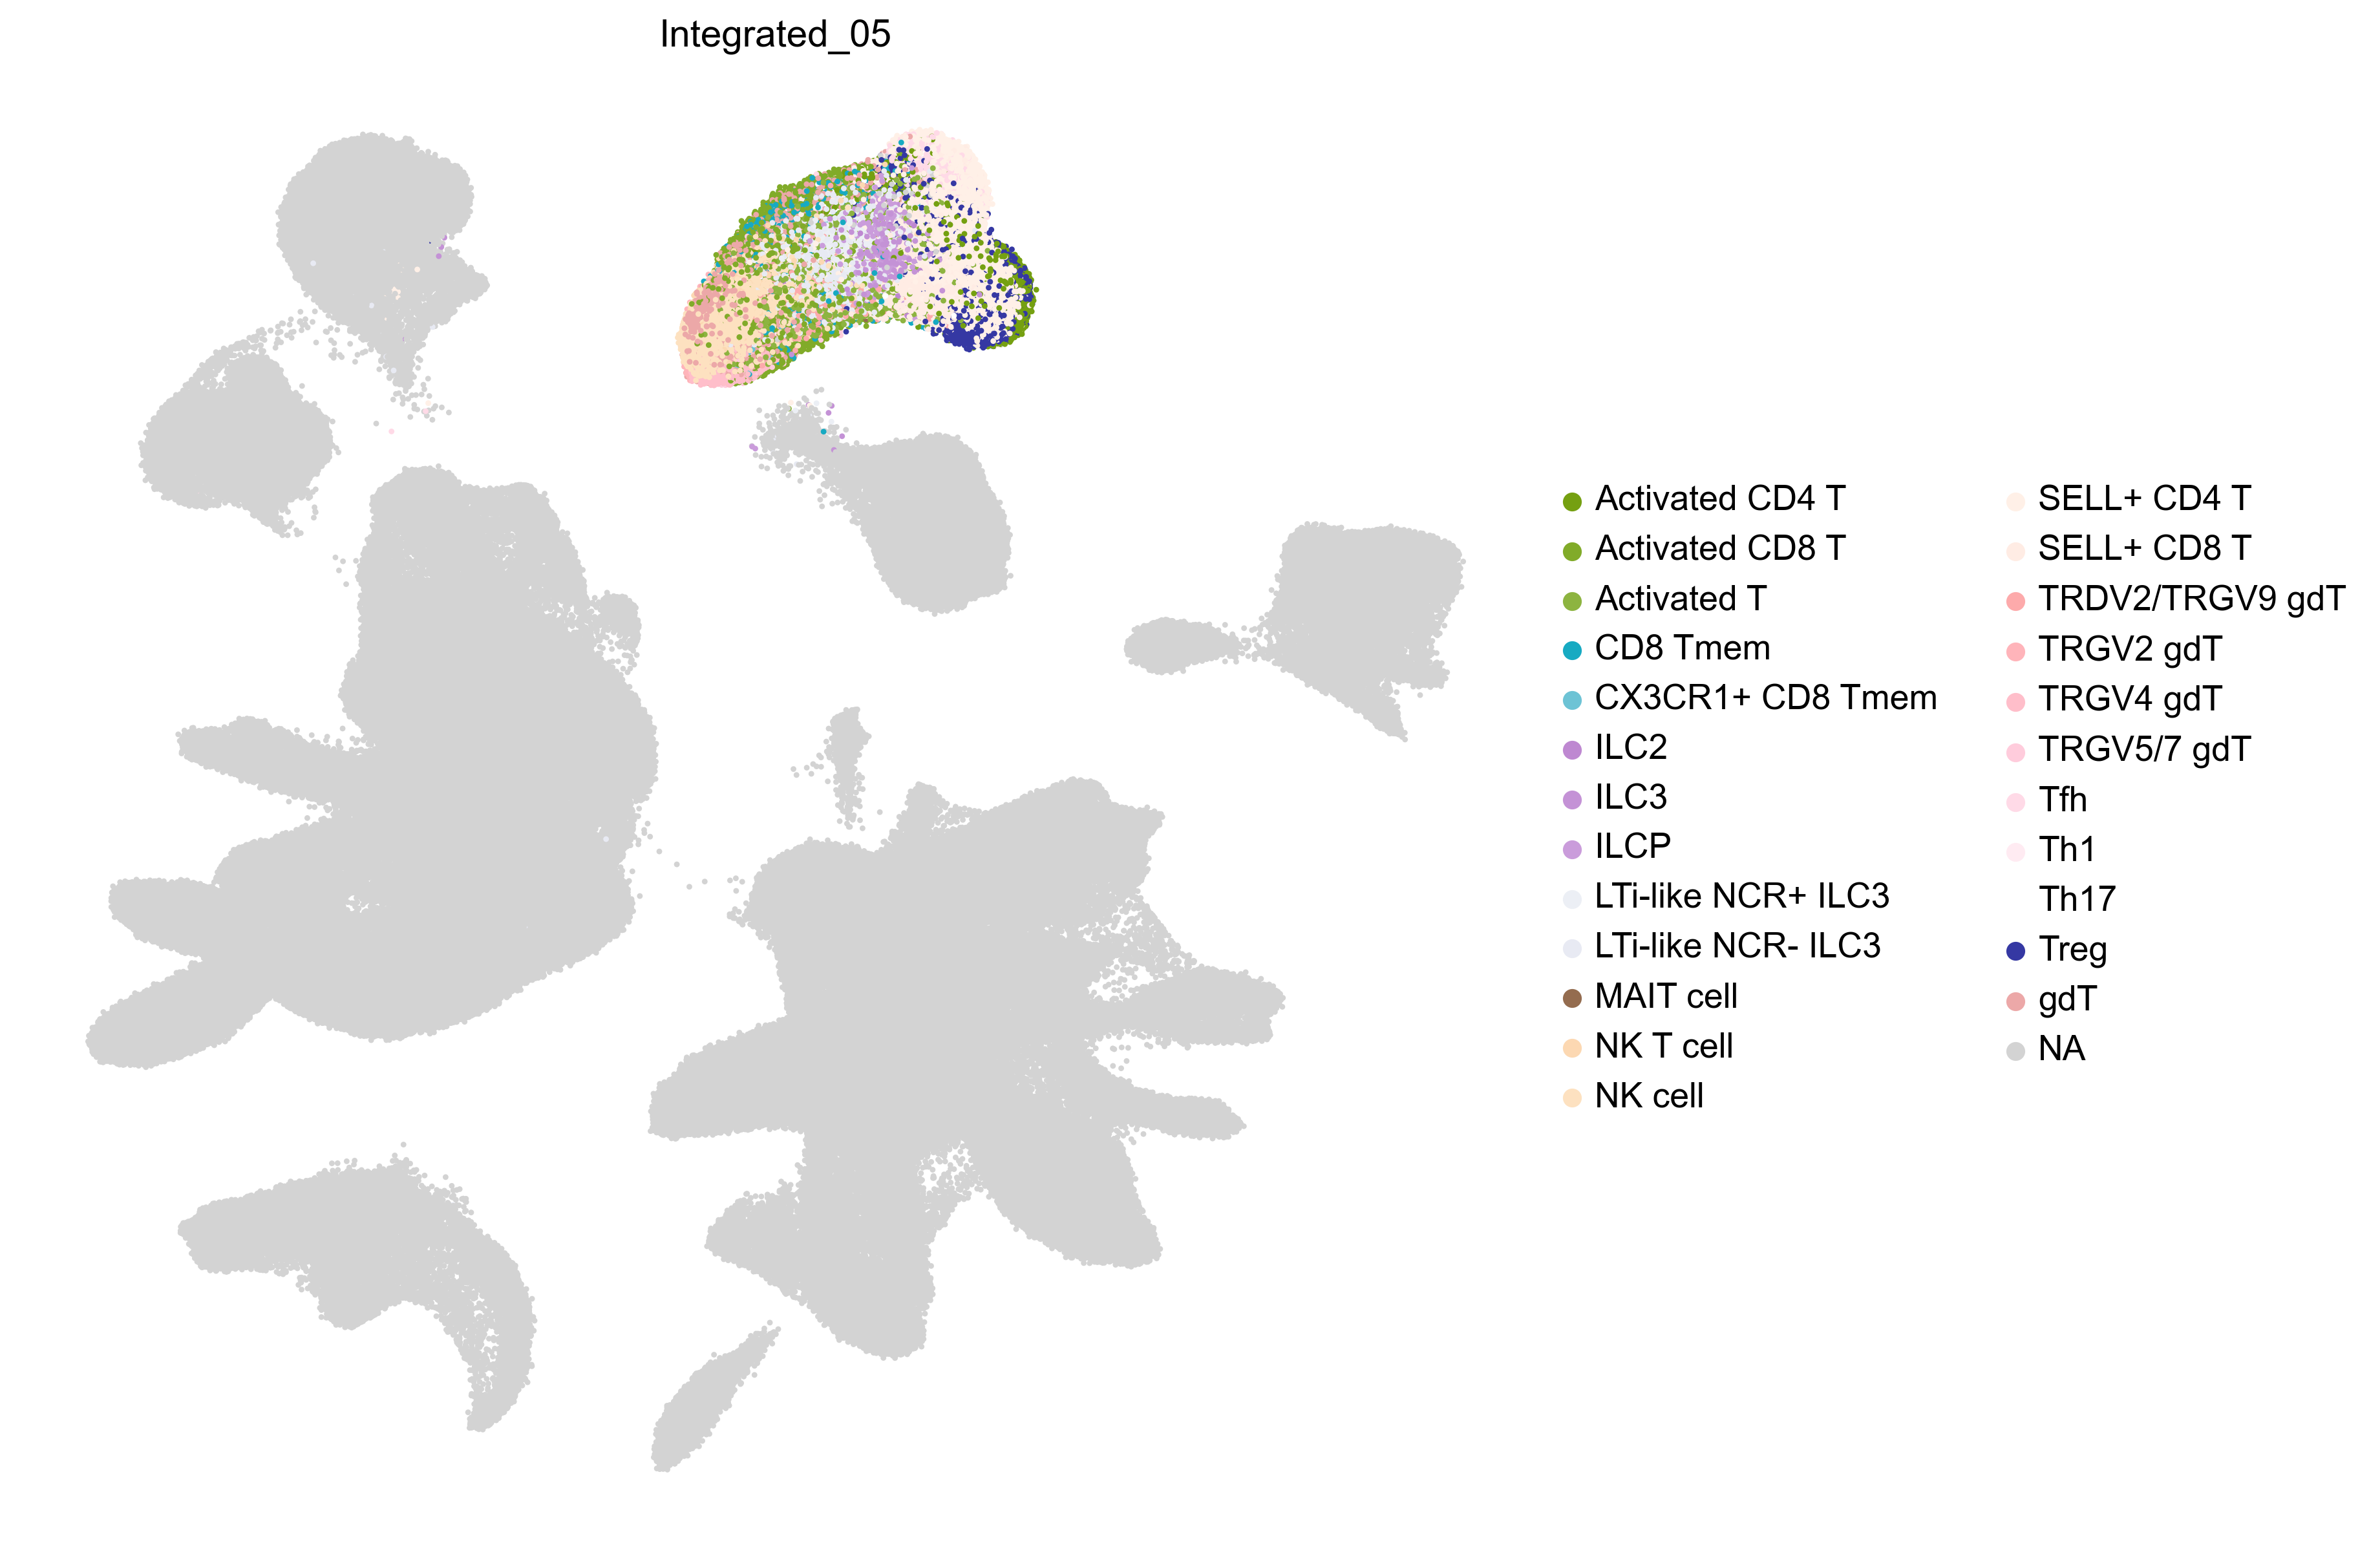 Integrated_05
Activated CD4 T
Activated CD8 T
Activated T
CD8 Tmem
CX3CR1+ CD8 Tmem
ILC2
ILC3
ILCP
LTi-like NCR+ ILC3
LTi-like NCR- ILC3
MAIT cell
NK T cell
NK cell
SELL+ CD4 T
SELL+ CD8 T
TRDV2/TRGV9 gdT
TRGV2 gdT
TRGV4 gdT
TRGV5/7 gdT
Tfh
Th1
Th17
Treg
gdT
NA